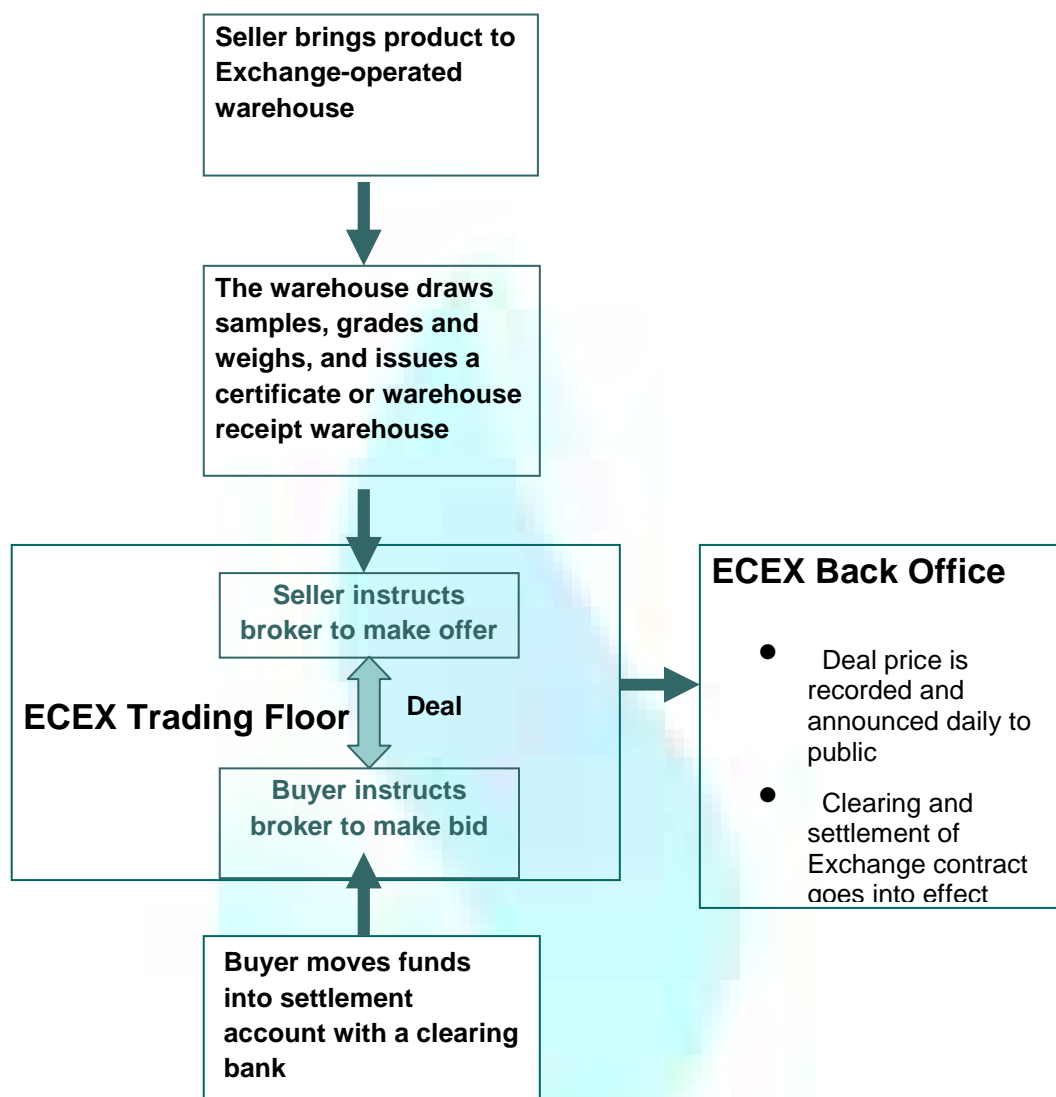 Seller brings product to
Exchange-operated
warehouse
The warehouse draws
samples, grades and
weighs, and issues a
certificate or warehouse
receipt warehouse
Seller instructs
broker to make offer
ECEX Trading Floor
Deal
Buyer instructs
broker to make bid
Buyer moves funds
into settlement
account with a clearing
bank
ECEX Back Office
● Deal price is
recorded and
announced daily to
public
● Clearing and
settlement of
Exchange contract
goes into effect